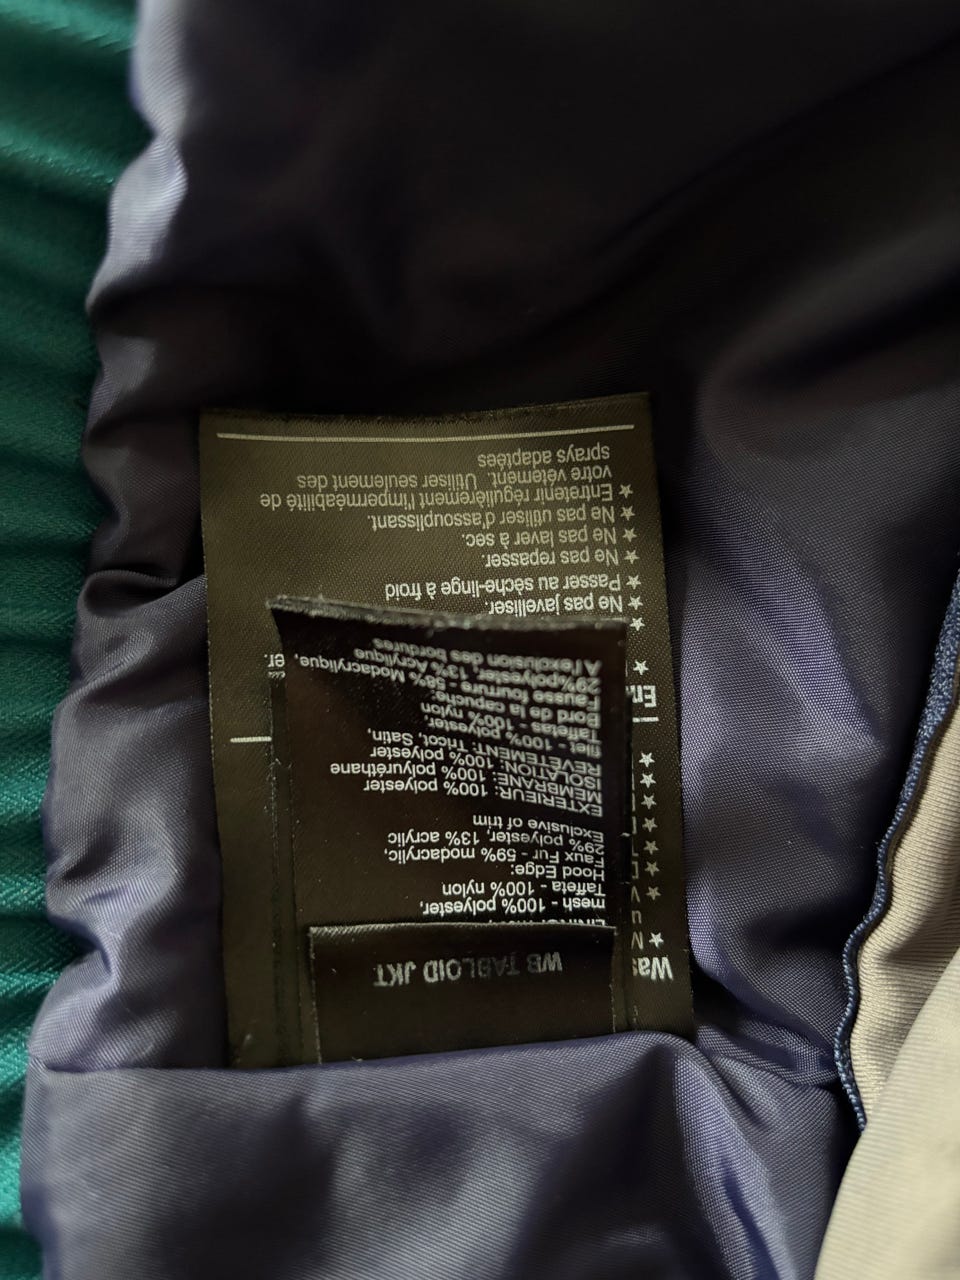 WB TABLOID JKT
mesh - 100% polyester,
Taffeta - 100% nylon
Hood Edge:
Faux Fur - 59% modacrylic,
29% polyester, 13% acrylic
Exclusive of trim
EXTERIEUR: 100% polyester
MEMBRANE: 100% polyuréthane
ISOLATION: 100% polyester
REVÊTEMENT: Tricot, Satin,
filet - 100% polyester,
Taffetas - 100% nylon
Bord de la capuche:
Fausse fourrure - 58% Modacrylique,
29%polyester, 13% Acrylique
A l'exclusion des bordures
Was
★ Ne pas javelliser.
★ Passer au sèche-linge à froid
★ Ne pas repasser.
★ Ne pas laver à sec.
★ Ne pas utiliser d'assouplissant.
★ Entretenir régulièrement l'imperméabilité de
votre vêtement. Utiliser seulement des
sprays adaptées